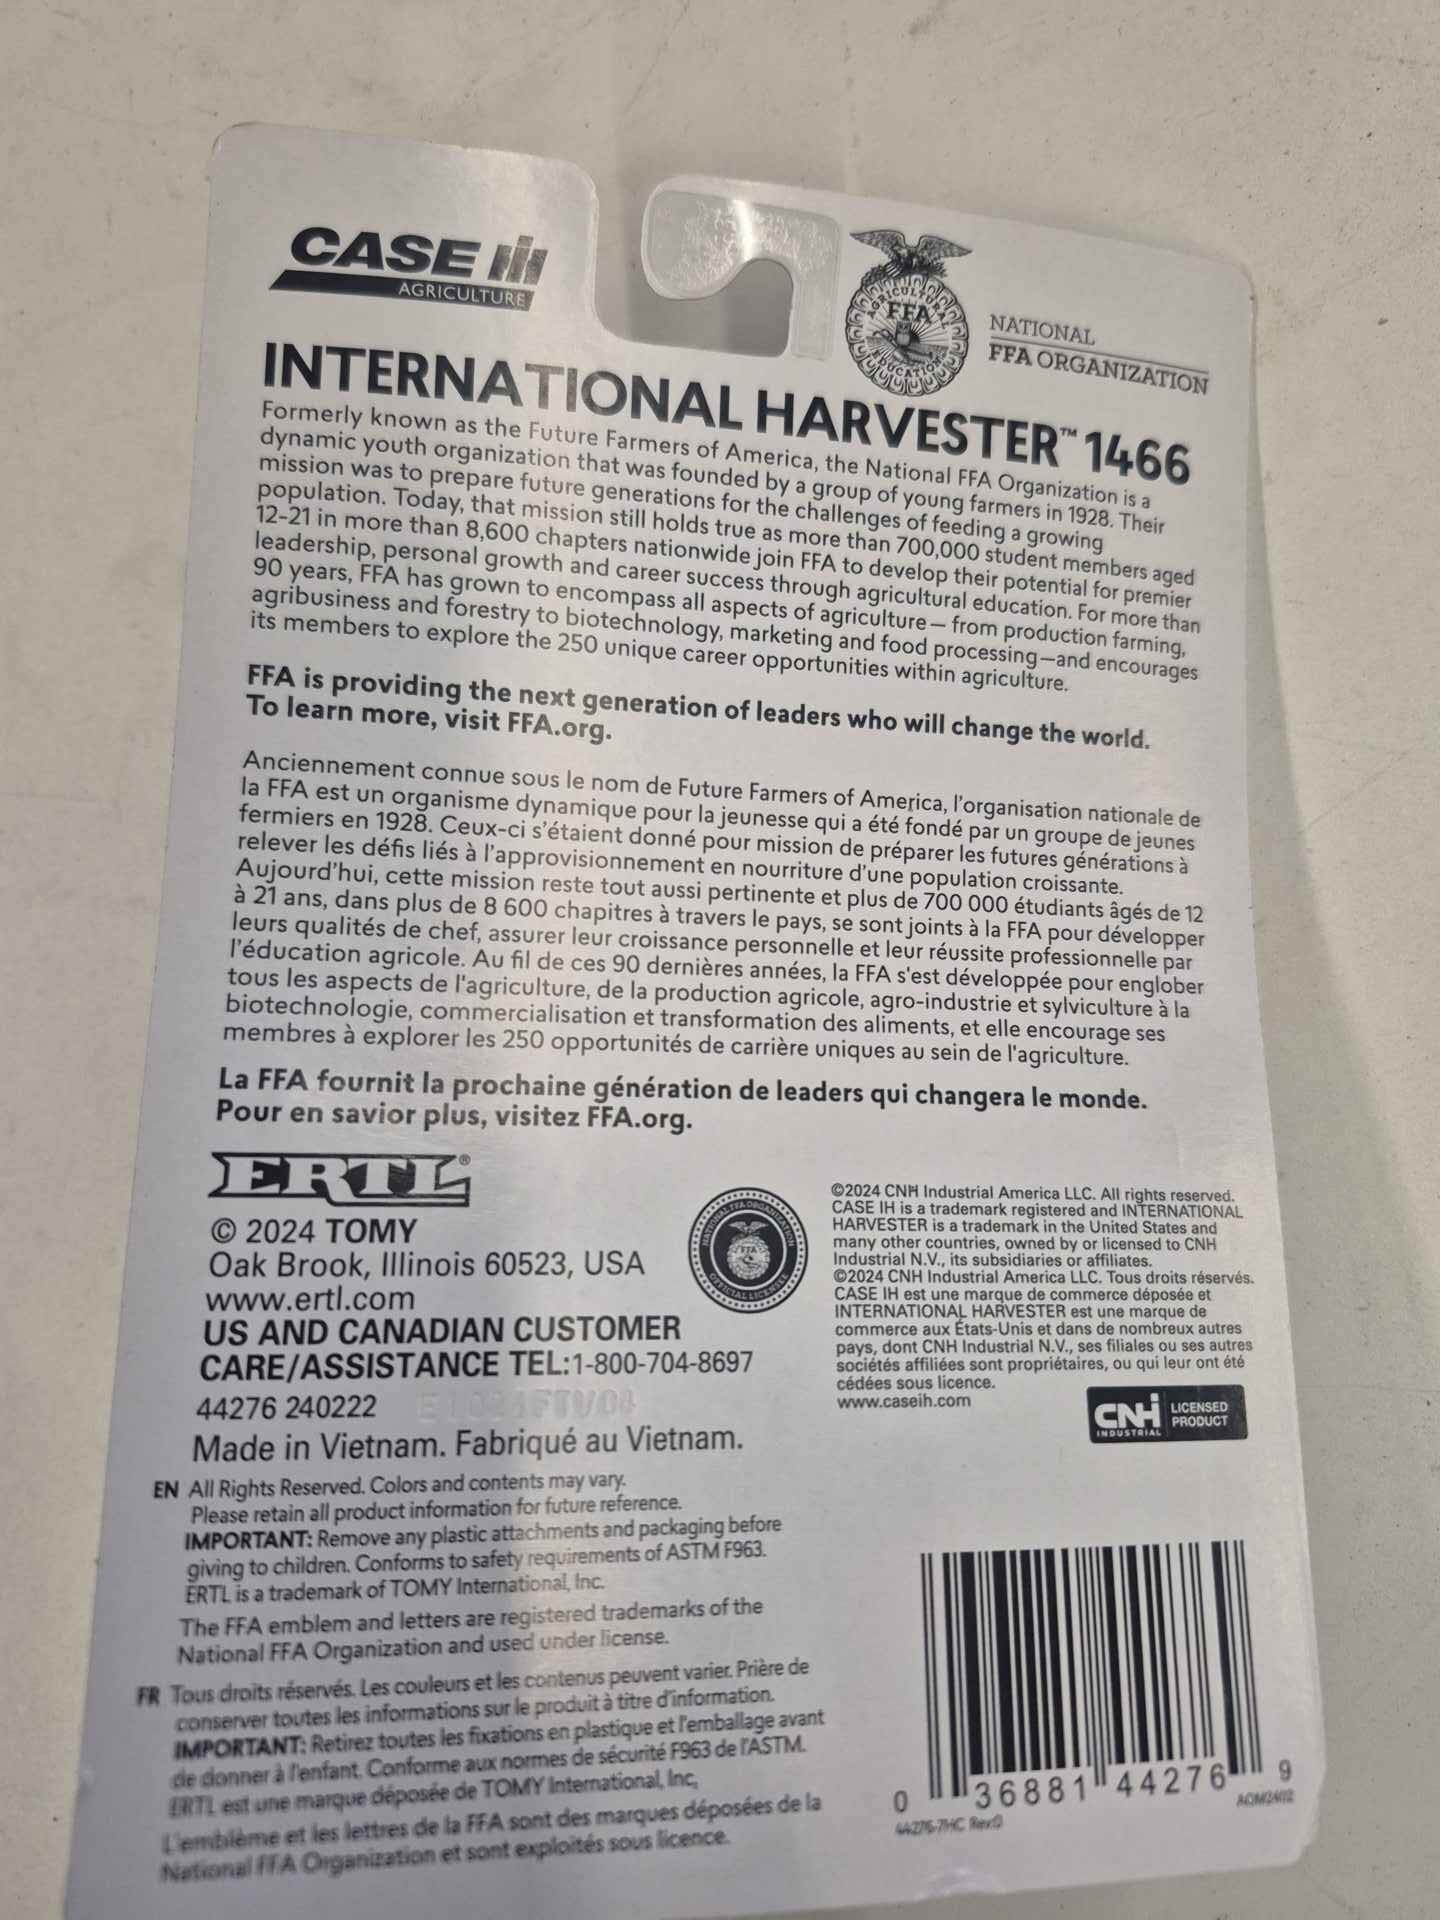 CASE IH
AGRICULTURE
FFA
AGRICULTURAL
EDUCATION
NATIONAL
FFA ORGANIZATION
INTERNATIONAL HARVESTER™ 1466
Formerly known as the Future Farmers of America, the National FFA Organization is a
dynamic youth organization that was founded by a group of young farmers in 1928. Their
mission was to prepare future generations for the challenges of feeding a growing
population. Today, that mission still holds true as more than 700,000 student members aged
12-21 in more than 8,600 chapters nationwide join FFA to develop their potential for premier
leadership, personal growth and career success through agricultural education. For more than
90 years, FFA has grown to encompass all aspects of agriculture— from production farming,
agribusiness and forestry to biotechnology, marketing and food processing—and encourages
its members to explore the 250 unique career opportunities within agriculture.
FFA is providing the next generation of leaders who will change the world.
To learn more, visit FFA.org.
Anciennement connue sous le nom de Future Farmers of America, l'organisation nationale de
la FFA est un organisme dynamique pour la jeunesse qui a été fondé par un groupe de jeunes
fermiers en 1928. Ceux-ci s'étaient donné pour mission de préparer les futures générations à
relever les défis liés à l'approvisionnement en nourriture d'une population croissante.
Aujourd'hui, cette mission reste tout aussi pertinente et plus de 700 000 étudiants âgés de 12
à 21 ans, dans plus de 8 600 chapitres à travers le pays, se sont joints à la FFA pour développer
leurs qualités de chef, assurer leur croissance personnelle et leur réussite professionnelle par
l'éducation agricole. Au fil de ces 90 dernières années, la FFA s'est développée pour englober
tous les aspects de l'agriculture, de la production agricole, agro-industrie et sylviculture à la
biotechnologie, commercialisation et transformation des aliments, et elle encourage ses
membres à explorer les 250 opportunités de carrière uniques au sein de l'agriculture.
La FFA fournit la prochaine génération de leaders qui changera le monde.
Pour en savior plus, visitez FFA.org.
ERTL®
© 2024 TOMY
Oak Brook, Illinois 60523, USA
www.ertl.com
US AND CANADIAN CUSTOMER
CARE/ASSISTANCE TEL:1-800-704-8697
44276 240222
Made in Vietnam. Fabriqué au Vietnam.
NATIONAL FFA ORGANIZATION
FFA
OFFICIAL LICENSEE
©2024 CNH Industrial America LLC. All rights reserved.
CASE IH is a trademark registered and INTERNATIONAL
HARVESTER is a trademark in the United States and
many other countries, owned by or licensed to CNH
Industrial N.V., its subsidiaries or affiliates.
©2024 CNH Industrial America LLC. Tous droits réservés.
CASE IH est une marque de commerce déposée et
INTERNATIONAL HARVESTER est une marque de
commerce aux États-Unis et dans de nombreux autres
pays, dont CNH Industrial N.V., ses filiales ou ses autres
sociétés affiliées sont propriétaires, ou qui leur ont été
cédées sous licence.
www.caseih.com
CNH
INDUSTRIAL
LICENSED
PRODUCT
EN All Rights Reserved. Colors and contents may vary.
Please retain all product information for future reference.
IMPORTANT: Remove any plastic attachments and packaging before
giving to children. Conforms to safety requirements of ASTM F963.
ERTL is a trademark of TOMY International, Inc.
The FFA emblem and letters are registered trademarks of the
National FFA Organization and used under license.
FR Tous droits réservés. Les couleurs et les contenus peuvent varier. Prière de
conserver toutes les informations sur le produit à titre d'information.
IMPORTANT: Retirez toutes les fixations en plastique et l'emballage avant
de donner à l'enfant. Conforme aux normes de sécurité F963 de l'ASTM.
ERTL est une marque déposée de TOMY International, Inc,
L'emblème et les lettres de la FFA sont des marques déposées de la
National FFA Organization et sont exploités sous licence.
0 36881 44276 9
44276-7HC Rev:0